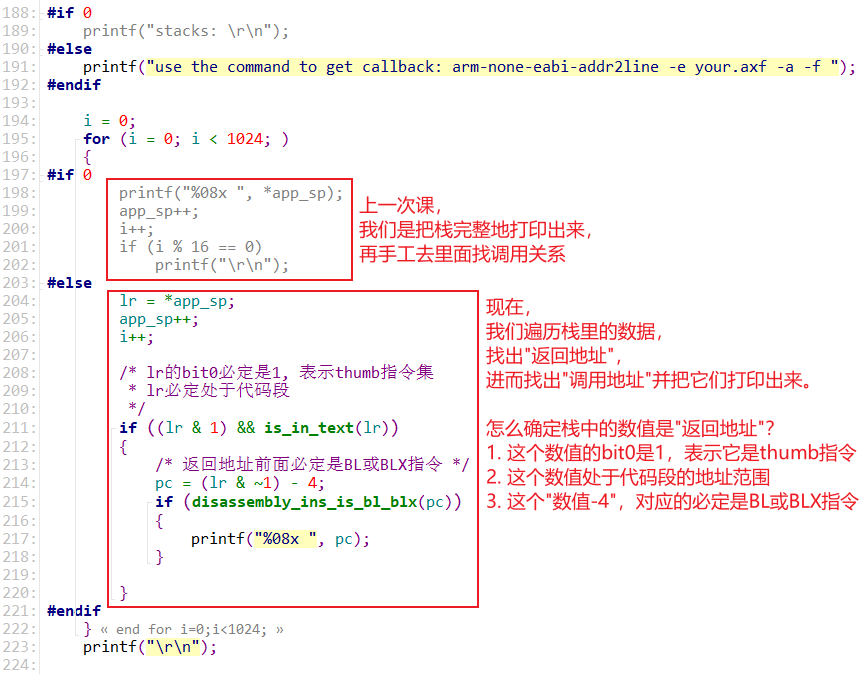 188: #if 0
189:     printf("stacks: \r\n");
190: #else
191:     printf("use the command to get callback: arm-none-eabi-addr2line -e your.axf -a -f ");
192: #endif
193:
194:     i = 0;
195:     for (i = 0; i < 1024; )
196:     {
197: #if 0
198:         printf("%08x ", *app_sp);
199:         app_sp++;
200:         i++;
201:         if (i % 16 == 0)
202:             printf("\r\n");
上一次课，
我们是把栈完整地打印出来，
再手工去里面找调用关系
203: #else
204:         lr = *app_sp;
205:         app_sp++;
206:         i++;
207:
208:         /* lr的bit0必定是1, 表示thumb指令集
209:          * lr必定处于代码段
210:          */
211:         if ((lr & 1) && is_in_text(lr))
212:         {
213:             /* 返回地址前面必定是BL或BLX指令 */
214:             pc = (lr & ~1) - 4;
215:             if (disassembly_ins_is_bl_blx(pc))
216:             {
217:                 printf("%08x ", pc);
218:             }
219:
220:         }
现在，
我们遍历栈里的数据，
找出"返回地址"，
进而找出"调用地址"并把它们打印出来。
怎么确定栈中的数值是"返回地址"？
1. 这个数值的bit0是1，表示它是thumb指令
2. 这个数值处于代码段的地址范围
3. 这个"数值-4"，对应的必定是BL或BLX指令
221: #endif
222:     } « end for i=0;i<1024; »
223:     printf("\r\n");
224: